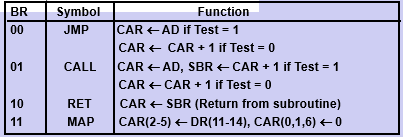 BR Symbol Function
00 JMP CAR ← AD if Test = 1
CAR ← CAR + 1 if Test = 0
01 CALL CAR ← AD, SBR ← CAR + 1 if Test = 1
CAR ← CAR + 1 if Test = 0
10 RET CAR ← SBR (Return from subroutine)
11 MAP CAR(2-5) ← DR(11-14), CAR(0,1,6) ← 0